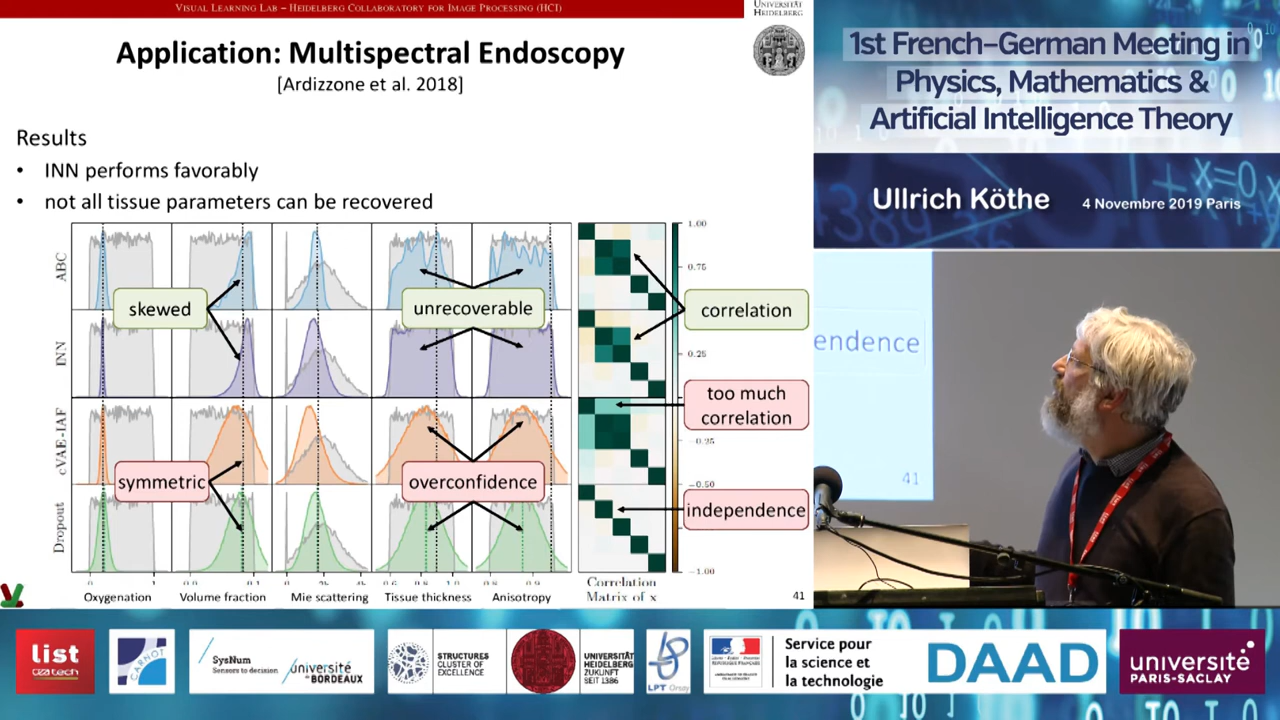 VISUAL LEARNING LAB – HEIDELBERG COLLABORATORY FOR IMAGE PROCESSING (HCI)
UNIVERSITÄT
HEIDELBERG
Application: Multispectral Endoscopy
[Ardizzone et al. 2018]
Results
• INN performs favorably
• not all tissue parameters can be recovered
ABC
INN
cVAE-IAF
Dropout
skewed
unrecoverable
symmetric
overconfidence
correlation
too much
correlation
independence
1.00
0.75
0.25
−0.25
−0.50
−1.00
Oxygenation
Volume fraction
Mie scattering
Tissue thickness
Anisotropy
Correlation
Matrix of x
41
1st French–German Meeting in
Physics, Mathematics &
Artificial Intelligence Theory
Ullrich Köthe
4 Novembre 2019 Paris
endence
41
list
ceatech
CARNOT
SysNum
Sensors to decision
université
de BORDEAUX
STRUCTURES
CLUSTER OF
EXCELLENCE
UNIVERSITÄT
HEIDELBERG
ZUKUNFT
SEIT 1386
LPT Orsay
Service pour
la science et
la technologie
DAAD
université
PARIS-SACLAY